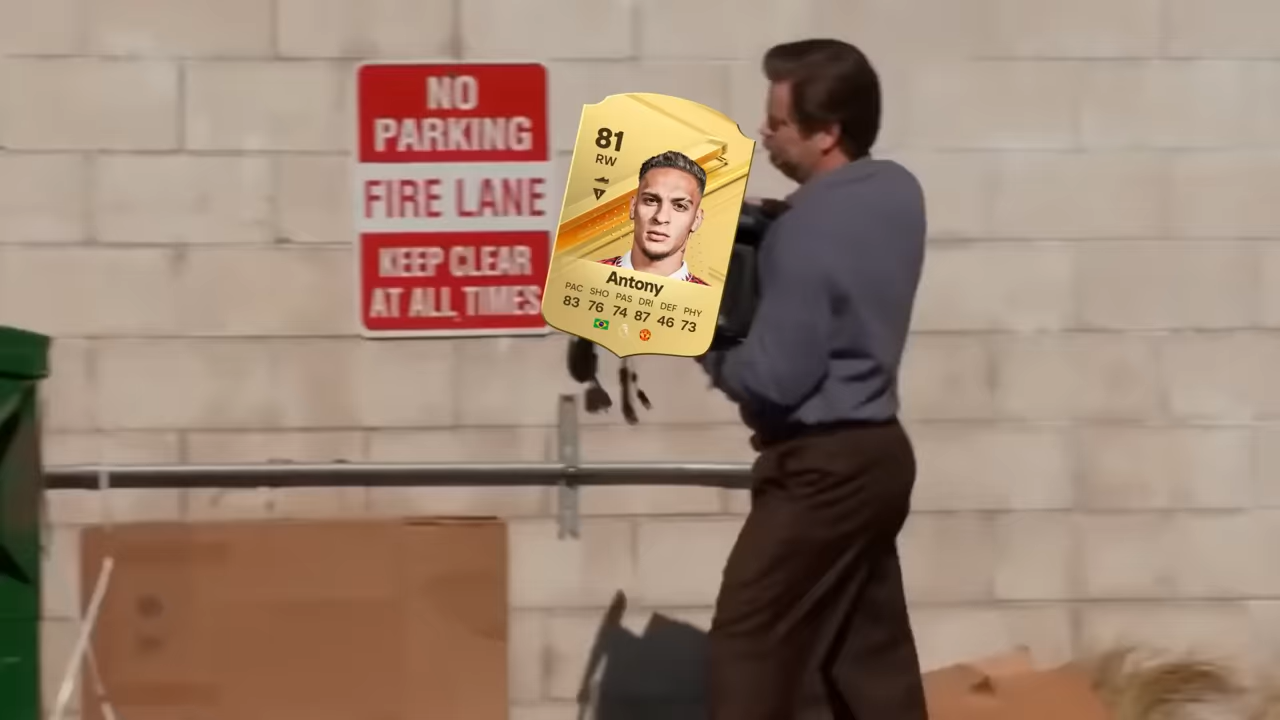 NO
PARKING
FIRE LANE
KEEP CLEAR
AT ALL TIMES
81
RW
Antony
PAC SHO PAS DRI DEF PHY
83 76 74 87 46 73